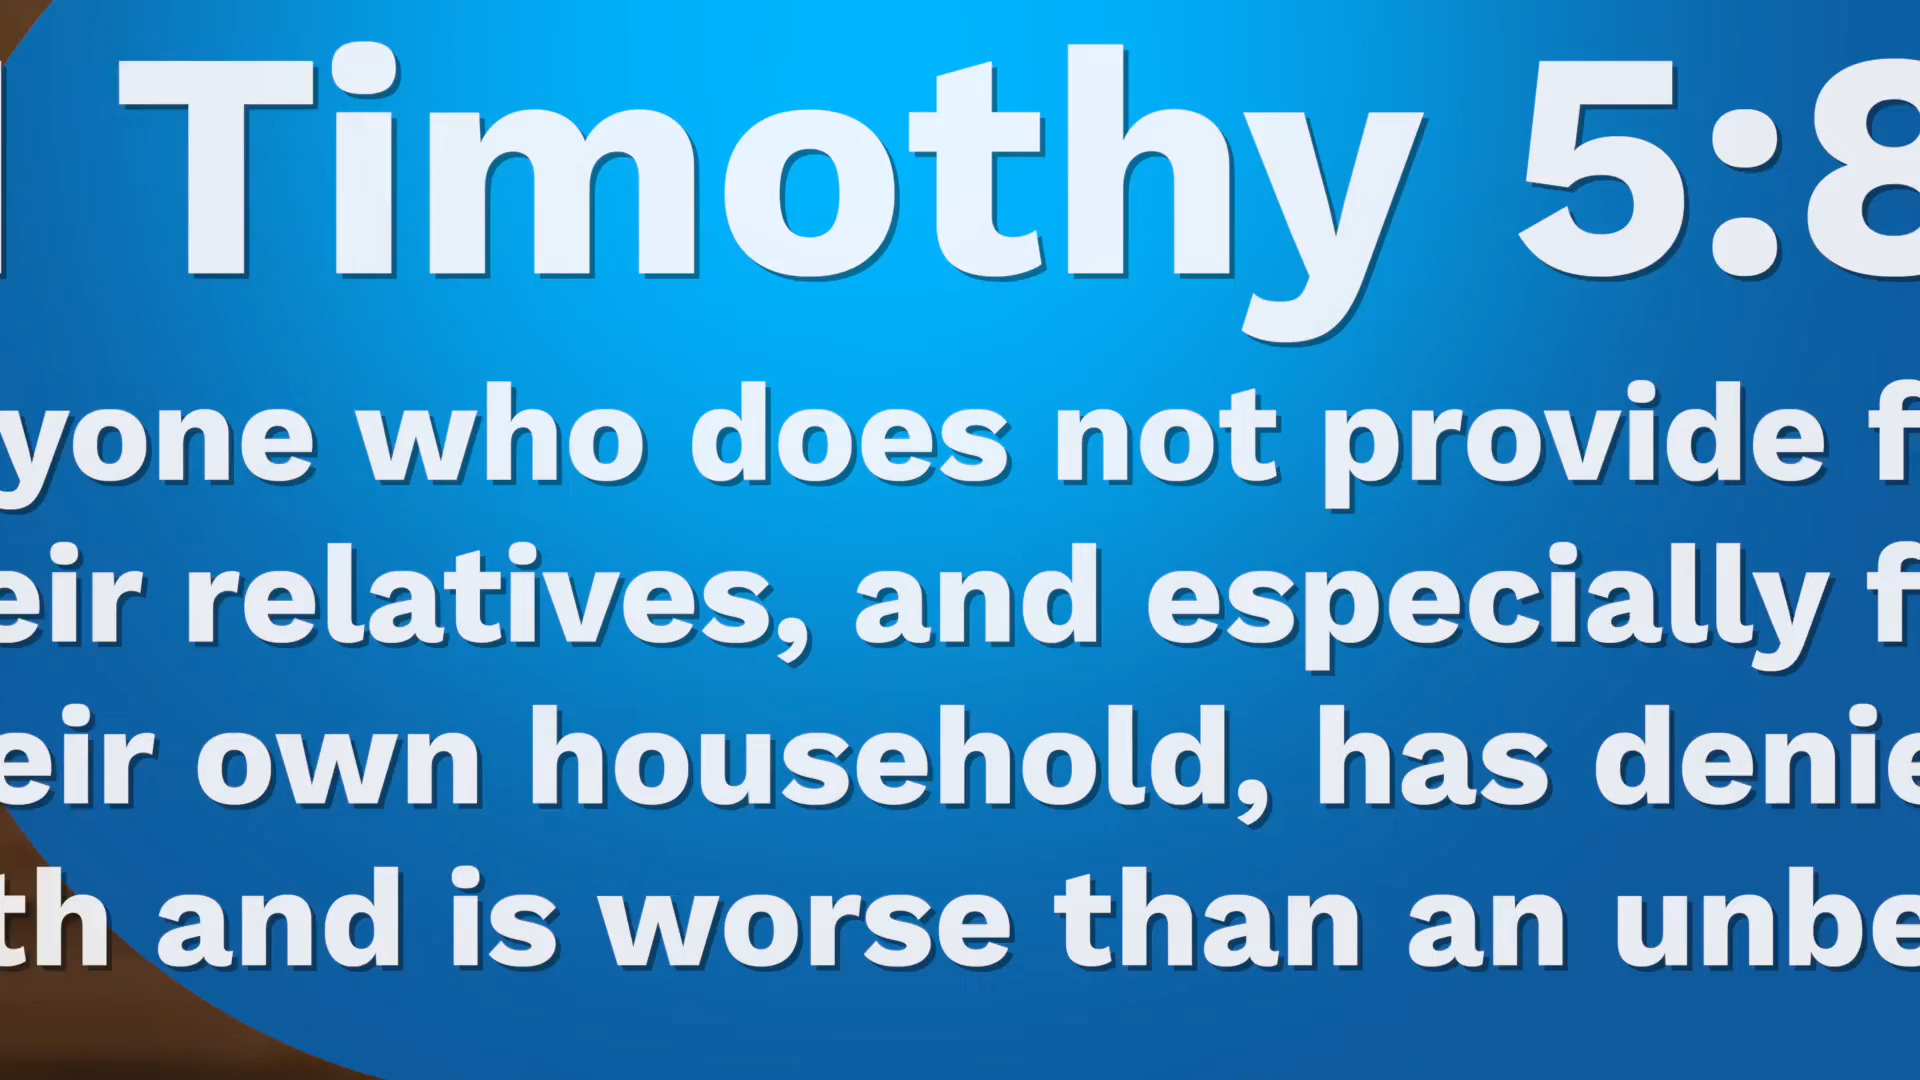 Timothy 5:8
yone who does not provide f
eir relatives, and especially f
eir own household, has denie
th and is worse than an unbe